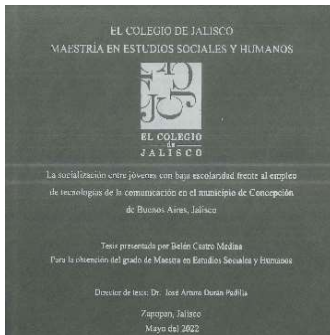 EL COLEGIO DE JALISCO
MAESTRÍA EN ESTUDIOS SOCIALES Y HUMANOS
EL COLEGIO
de
JALISCO
La socialización entre jóvenes con baja escolaridad frente al empleo
de tecnologías de la comunicación en el municipio de Concepción
de Buenos Aires, Jalisco
Tesis presentada por Belén Castro Medina
Para la obtención del grado de Maestra en Estudios Sociales y Humanos
Director de tesis: Dr. José Arturo Durán Padilla
Zapopan, Jalisco
Mayo del 2022